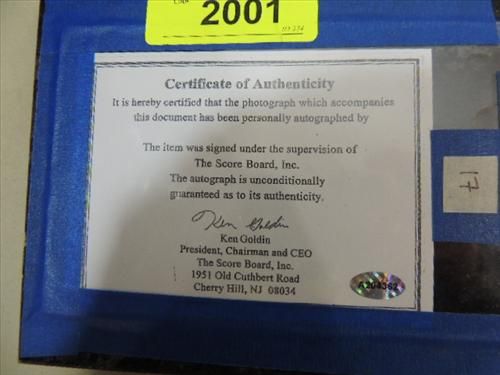 2001
Certificate of Authenticity
It is hereby certified that the photograph which accompanies
this document has been personally autographed by
The item was signed under the supervision of
The Score Board, Inc.
The autograph is unconditionally
guaranteed as to its authenticity.
Ken Goldin
Ken Goldin
President, Chairman and CEO
The Score Board, Inc.
1951 Old Cuthbert Road
Cherry Hill, NJ 08034
A204362
17